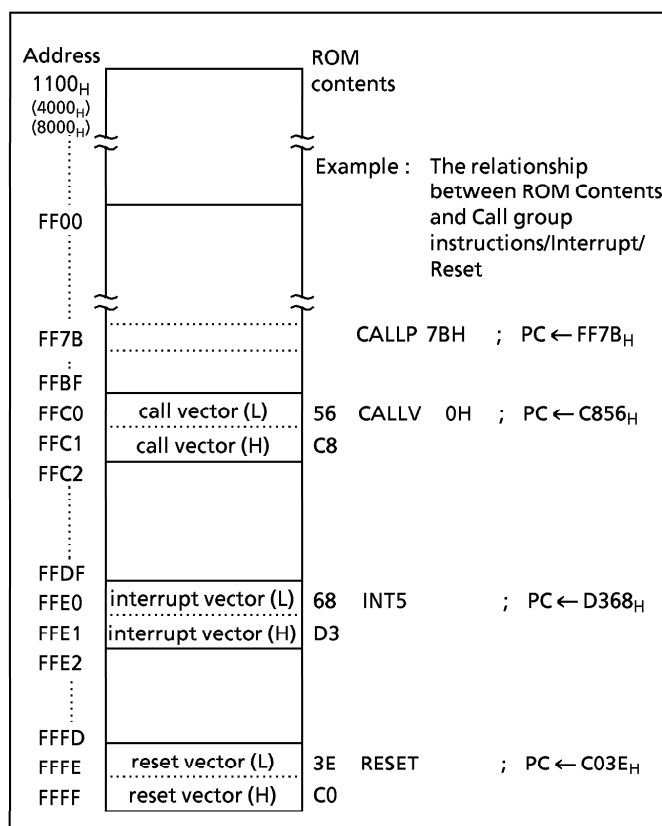 Address ROM
1100H contents
(4000H)
(8000H)
Example : The relationship
between ROM Contents
FF00 and Call group
instructions/Interrupt/
Reset
FF7B CALLP 7BH ; PC ← FF7BH
FFBF
FFC0 call vector (L) 56 CALLV 0H ; PC ← C856H
FFC1 call vector (H) C8
FFC2
FFDF
FFE0 interrupt vector (L) 68 INT5 ; PC ← D368H
FFE1 interrupt vector (H) D3
FFE2
FFFD
FFFE reset vector (L) 3E RESET ; PC ← C03EH
FFFF reset vector (H) C0